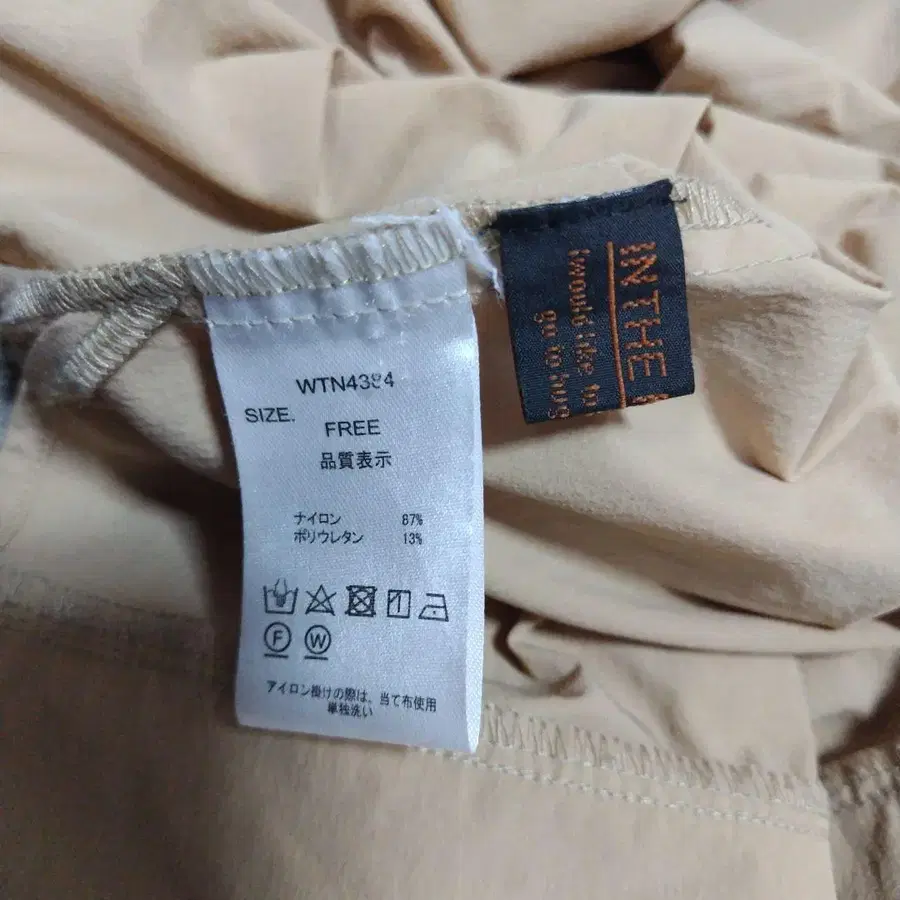 WTN4384
SIZE.
FREE
品質表示
ナイロン 87%
ポリウレタン 13%
F W
アイロン掛けの際は、当て布使用
単独洗い
IN THE
I would like to
go to hug